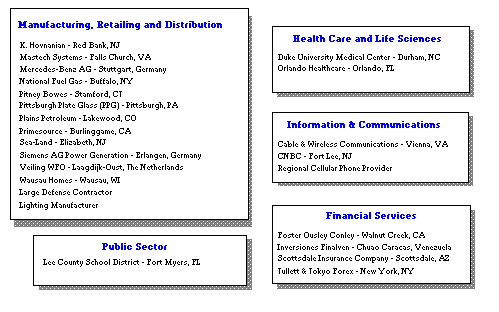 Manufacturing, Retailing and Distribution
K. Hovnanian - Red Bank, NJ
Mastech Systems - Falls Church, VA
Mercedes-Benz AG - Stuttgart, Germany
National Fuel Gas - Buffalo, NY
Pitney Bowes - Stamford, CT
Pittsburgh Plate Glass (PPG) - Pittsburgh, PA
Plains Petroleum - Lakewood, CO
Primesource - Burlinggame, CA
Sea-Land - Elizabeth, NJ
Siemens AG Power Generation - Erlangen, Germany
Veiling WFO - Laagdijk-Oust, The Netherlands
Wausau Homes - Wausau, WI
Large Defense Contractor
Lighting Manufacturer
Public Sector
Lee County School District - Fort Myers, FL
Health Care and Life Sciences
Duke University Medical Center - Durham, NC
Orlando Healthcare - Orlando, FL
Information & Communications
Cable & Wireless Communications - Vienna, VA
CNBC - Fort Lee, NJ
Regional Cellular Phone Provider
Financial Services
Foster Ousley Conley - Walnut Creek, CA
Inversiones Finalven - Chuao Caracas, Venezuela
Scottsdale Insurance Company - Scottsdale, AZ
Tullett & Tokyo Forex - New York, NY